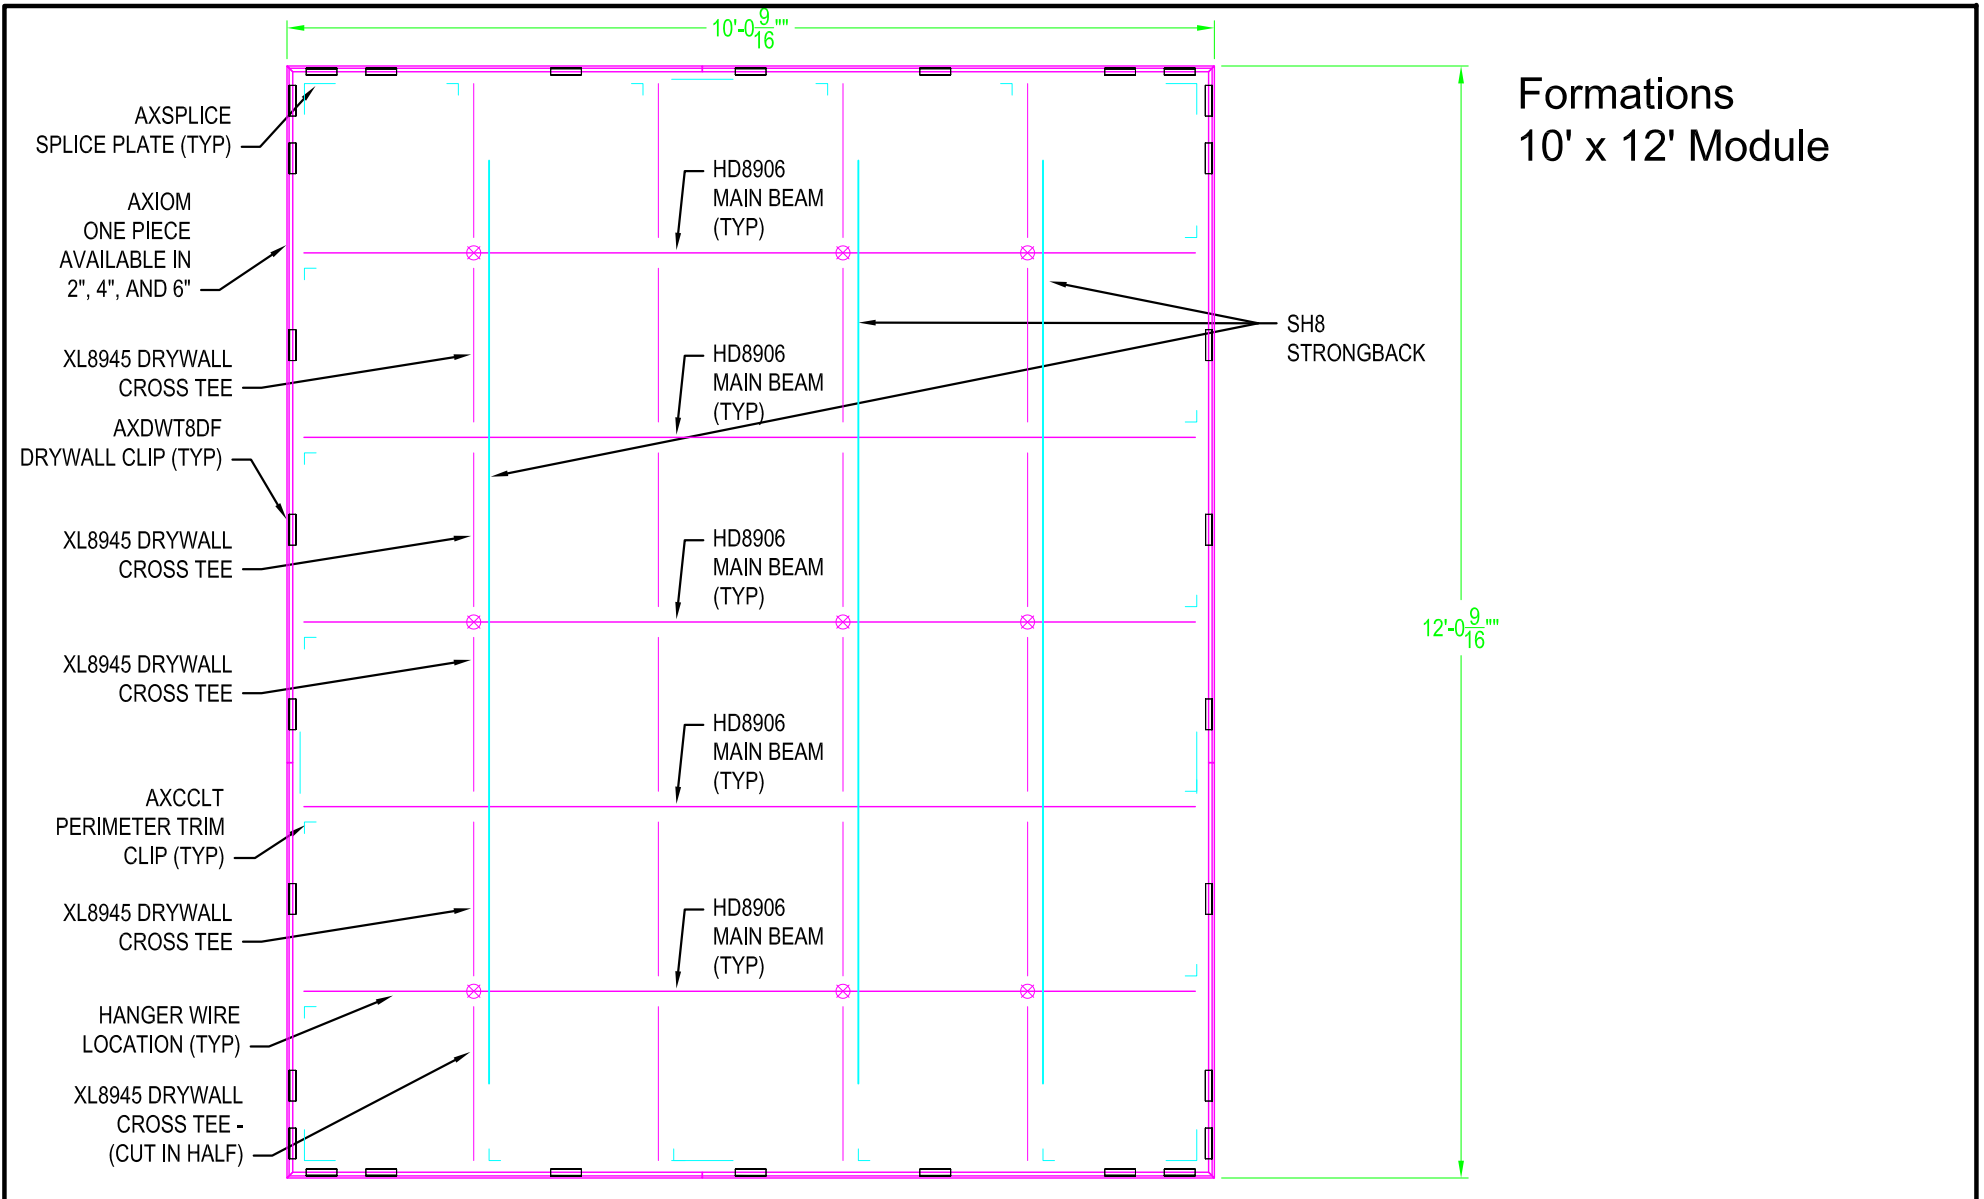 10'-0 9/16""
Formations
10' x 12' Module
AXSPLICE
SPLICE PLATE (TYP)
AXIOM
ONE PIECE
AVAILABLE IN
2", 4", AND 6"
XL8945 DRYWALL
CROSS TEE
AXDWT8DF
DRYWALL CLIP (TYP)
XL8945 DRYWALL
CROSS TEE
XL8945 DRYWALL
CROSS TEE
AXCCLT
PERIMETER TRIM
CLIP (TYP)
XL8945 DRYWALL
CROSS TEE
HANGER WIRE
LOCATION (TYP)
XL8945 DRYWALL
CROSS TEE -
(CUT IN HALF)
HD8906
MAIN BEAM
(TYP)
HD8906
MAIN BEAM
(TYP)
HD8906
MAIN BEAM
(TYP)
HD8906
MAIN BEAM
(TYP)
HD8906
MAIN BEAM
(TYP)
SH8
STRONGBACK
12'-0 9/16""